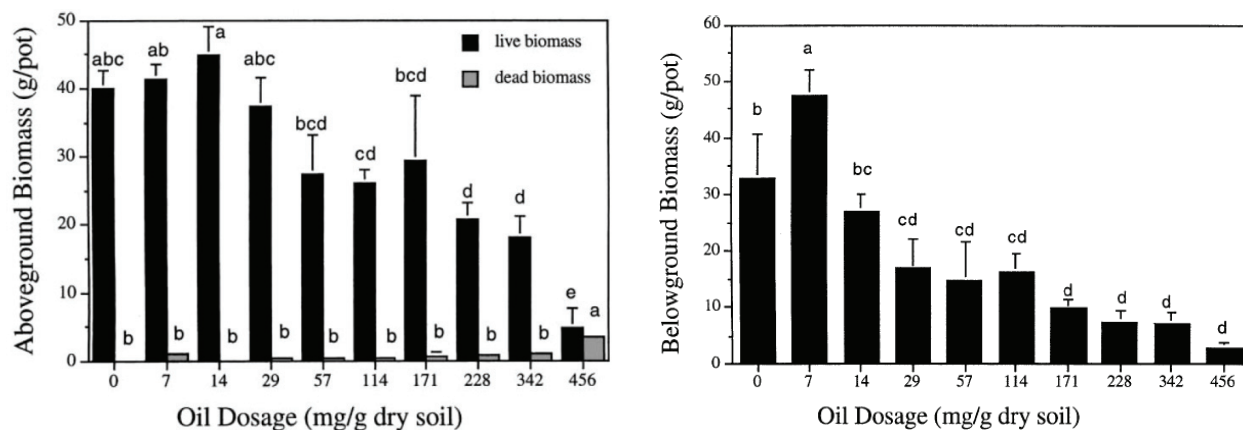 Aboveground Biomass (g/pot)
50
40
30
20
10
0
abc
ab
a
abc
bcd
cd
bcd
d
d
e
b
b
b
b
b
b
b
b
b
a
live biomass
dead biomass
0 7 14 29 57 114 171 228 342 456
Oil Dosage (mg/g dry soil)
Belowground Biomass (g/pot)
60
50
40
30
20
10
0
b
a
bc
cd
cd
cd
d
d
d
d
0 7 14 29 57 114 171 228 342 456
Oil Dosage (mg/g dry soil)